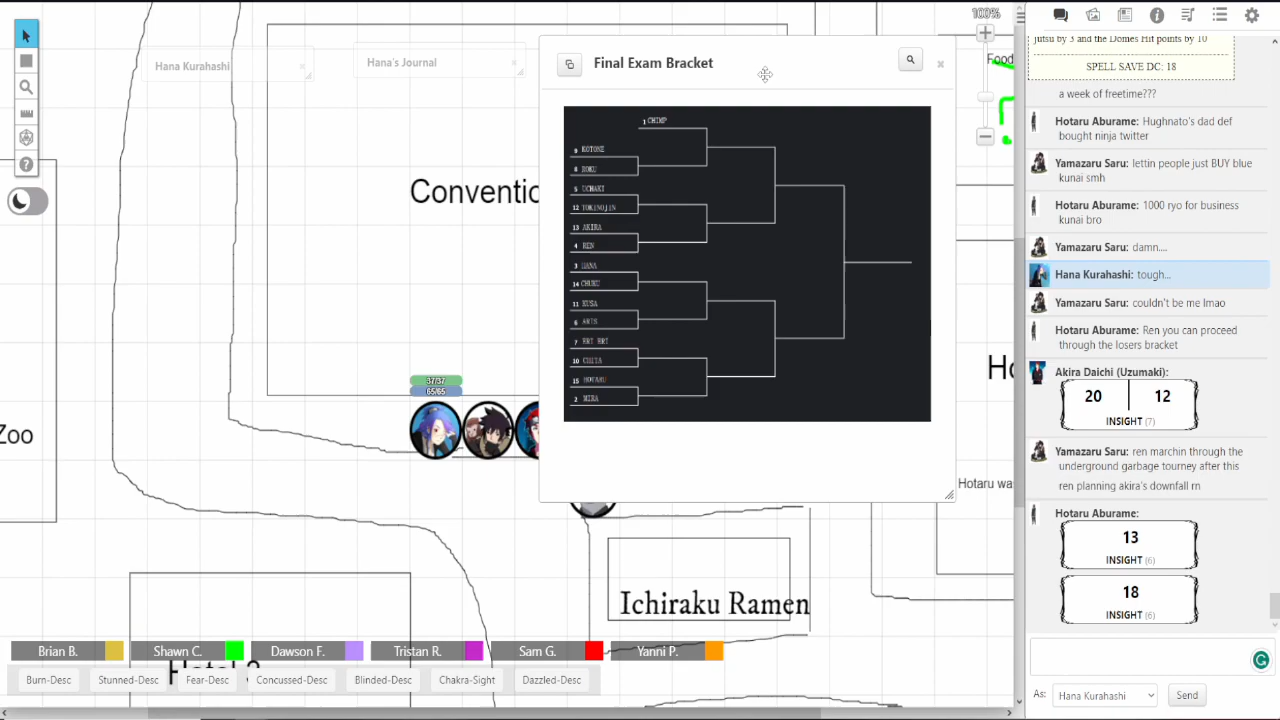 100%
Hana Kurahashi
Hana's Journal
Final Exam Bracket
Food
1 CHIMP
9 KOTONE
8 ROKU
5 UCHAKI
12 TOKINOJIN
13 AKIRA
4 REN
3 HANA
14 CHUKU
11 KUSA
6
7
10 CHITA
15 HOTARU
2 MIRA
Conventio
Zoo
Ho
37/37
65/65
Hotaru wa
Ichiraku Ramen
Hotel 2
Brian B.
Shawn C.
Dawson F.
Tristan R.
Sam G.
Yanni P.
Burn-Desc
Stunned-Desc
Fear-Desc
Concussed-Desc
Blinded-Desc
Chakra-Sight
Dazzled-Desc
jutsu by 3 and the Domes Hit points by 10
SPELL SAVE DC: 18
a week of freetime???
Hotaru Aburame: Hughnato's dad def
bought ninja twitter
Yamazaru Saru: lettin people just BUY blue
kunai smh
Hotaru Aburame: 1000 ryo for business
kunai bro
Yamazaru Saru: damn....
Hana Kurahashi: tough...
Yamazaru Saru: couldn't be me lmao
Hotaru Aburame: Ren you can proceed
through the losers bracket
Akira Daichi (Uzumaki):
20 12
INSIGHT (7)
Yamazaru Saru: ren marchin through the
underground garbage tourney after this
ren planning akira's downfall rn
Hotaru Aburame:
13
INSIGHT (6)
18
INSIGHT (6)
As:
Hana Kurahashi
Send